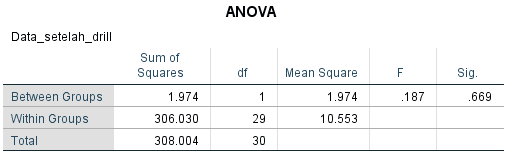 ANOVA
Data_setelah_drill
Sum of Squares df Mean Square F Sig.
Between Groups 1.974 1 1.974 .187 .669
Within Groups 306.030 29 10.553
Total 308.004 30